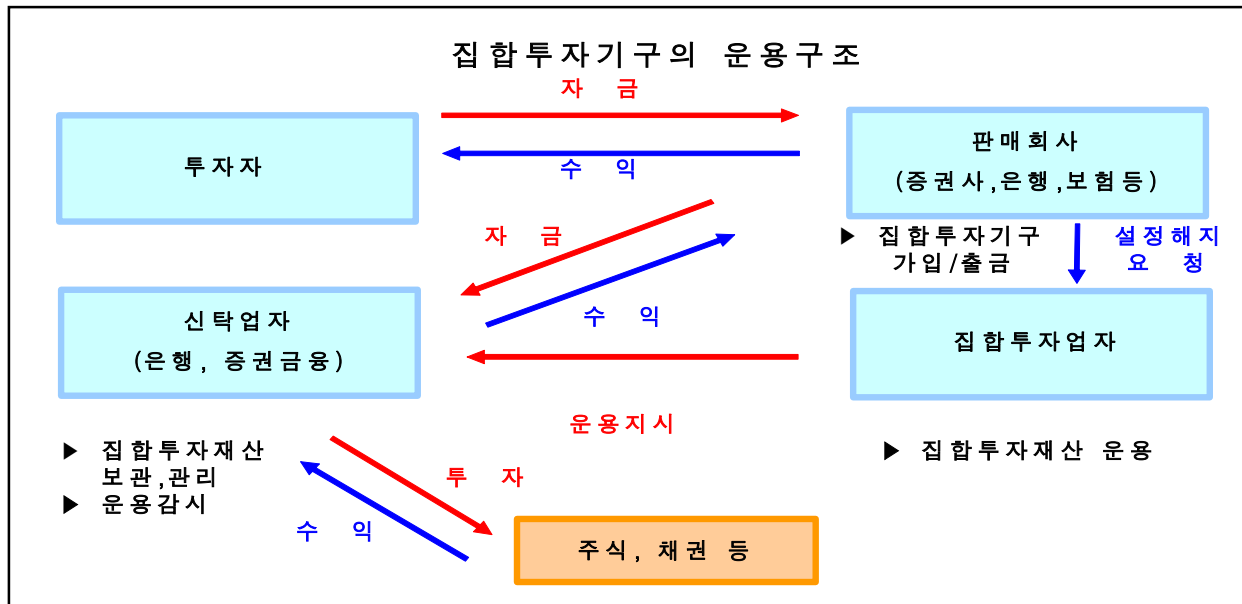 집합투자기구의 운용구조
자 금
투자자
수 익
판매회사
(증권사,은행,보험등)
자 금
▶ 집합투자기구
가입/출금
설정해지
요 청
신탁업자
(은행, 증권금융)
수 익
집합투자업자
운용지시
▶ 집합투자재산
보관,관리
▶ 운용감시
▶ 집합투자재산 운용
투 자
수 익
주식, 채권 등